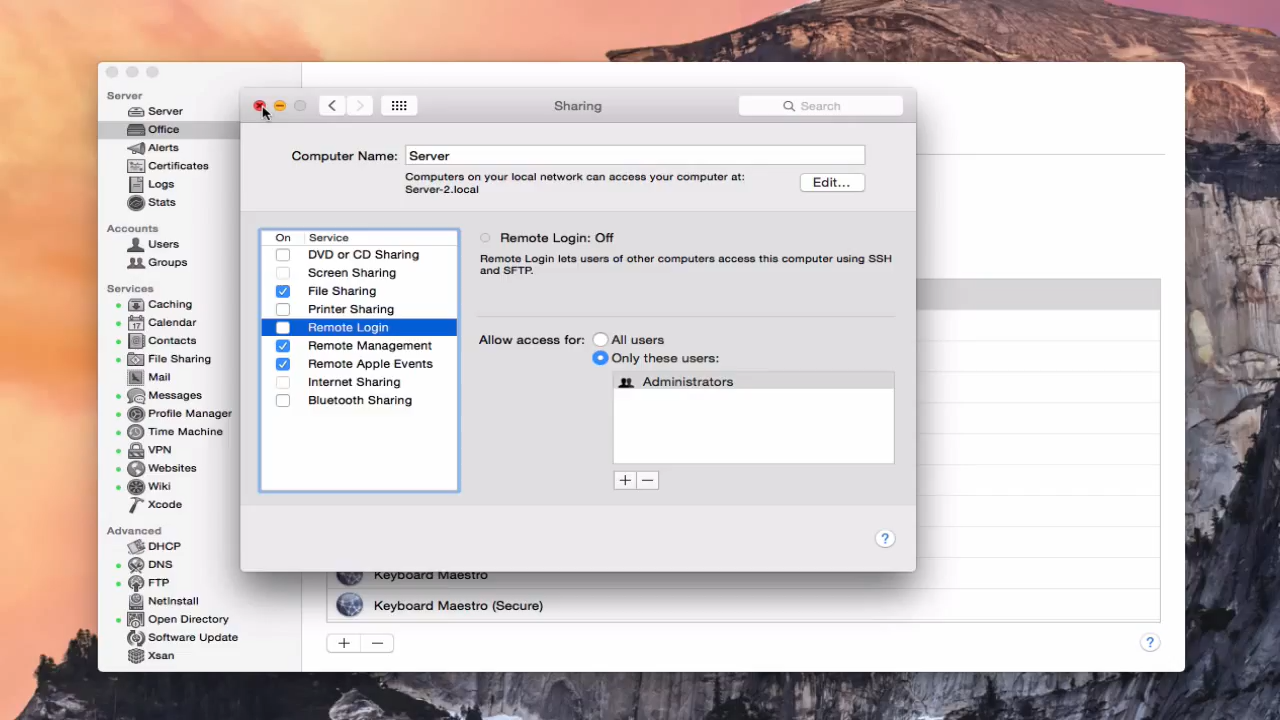 Server
Server
Office
Alerts
Certificates
Logs
Stats
Accounts
Users
Groups
Services
Caching
Calendar
17
Contacts
File Sharing
Mail
Messages
Profile Manager
Time Machine
VPN
Websites
Wiki
Xcode
Advanced
DHCP
DNS
FTP
NetInstall
Open Directory
Software Update
Xsan
Sharing
Search
Computer Name: Server
Computers on your local network can access your computer at:
Server-2.local
Edit...
On Service
DVD or CD Sharing
Screen Sharing
File Sharing
Printer Sharing
Remote Login
Remote Management
Remote Apple Events
Internet Sharing
Bluetooth Sharing
Remote Login: Off
Remote Login lets users of other computers access this computer using SSH
and SFTP.
Allow access for: All users
Only these users:
Administrators
+ −
?
Keyboard Maestro
Keyboard Maestro (Secure)
+ −
?